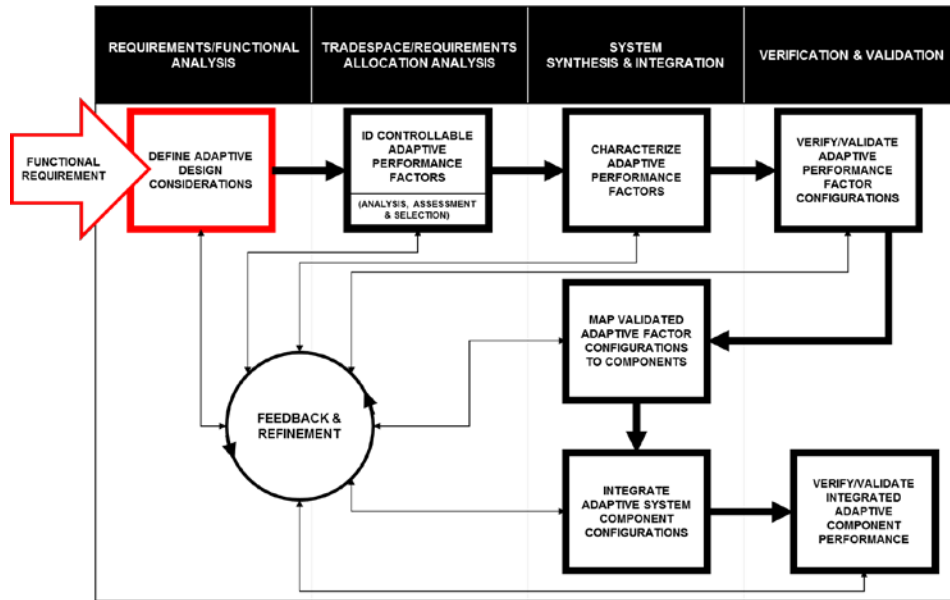 REQUIREMENTS/FUNCTIONAL
ANALYSIS
TRADESPACE/REQUIREMENTS
ALLOCATION ANALYSIS
SYSTEM
SYNTHESIS & INTEGRATION
VERIFICATION & VALIDATION
FUNCTIONAL
REQUIREMENT
DEFINE ADAPTIVE
DESIGN
CONSIDERATIONS
ID CONTROLLABLE
ADAPTIVE
PERFORMANCE
FACTORS
(ANALYSIS, ASSESSMENT
& SELECTION)
CHARACTERIZE
ADAPTIVE
PERFORMANCE
FACTORS
VERIFY/VALIDATE
ADAPTIVE
PERFORMANCE
FACTOR
CONFIGURATIONS
MAP VALIDATED
ADAPTIVE FACTOR
CONFIGURATIONS
TO COMPONENTS
FEEDBACK &
REFINEMENT
INTEGRATE
ADAPTIVE SYSTEM
COMPONENT
CONFIGURATIONS
VERIFY/VALIDATE
INTEGRATED
ADAPTIVE
COMPONENT
PERFORMANCE